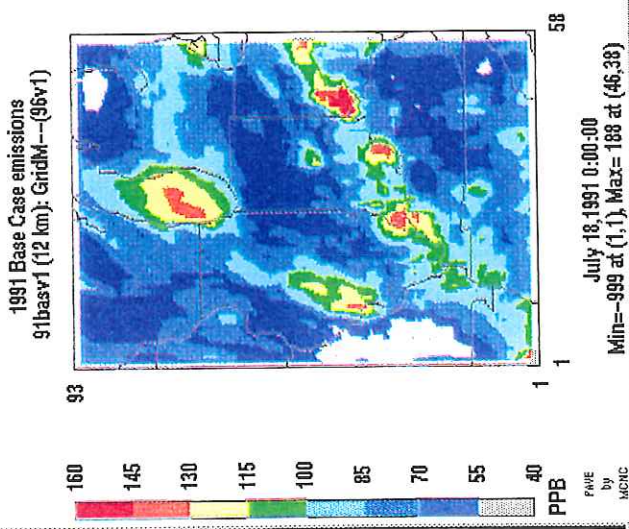 1991 Base Case emissions
91basv1 (12 km): GridM---(96v1)
93
1
1
58
160
145
130
115
100
85
70
55
40
PPB
PAVE
by
MCNC
July 18,1991 0:00:00
Min=-999 at (1,1), Max= 188 at (46,38)